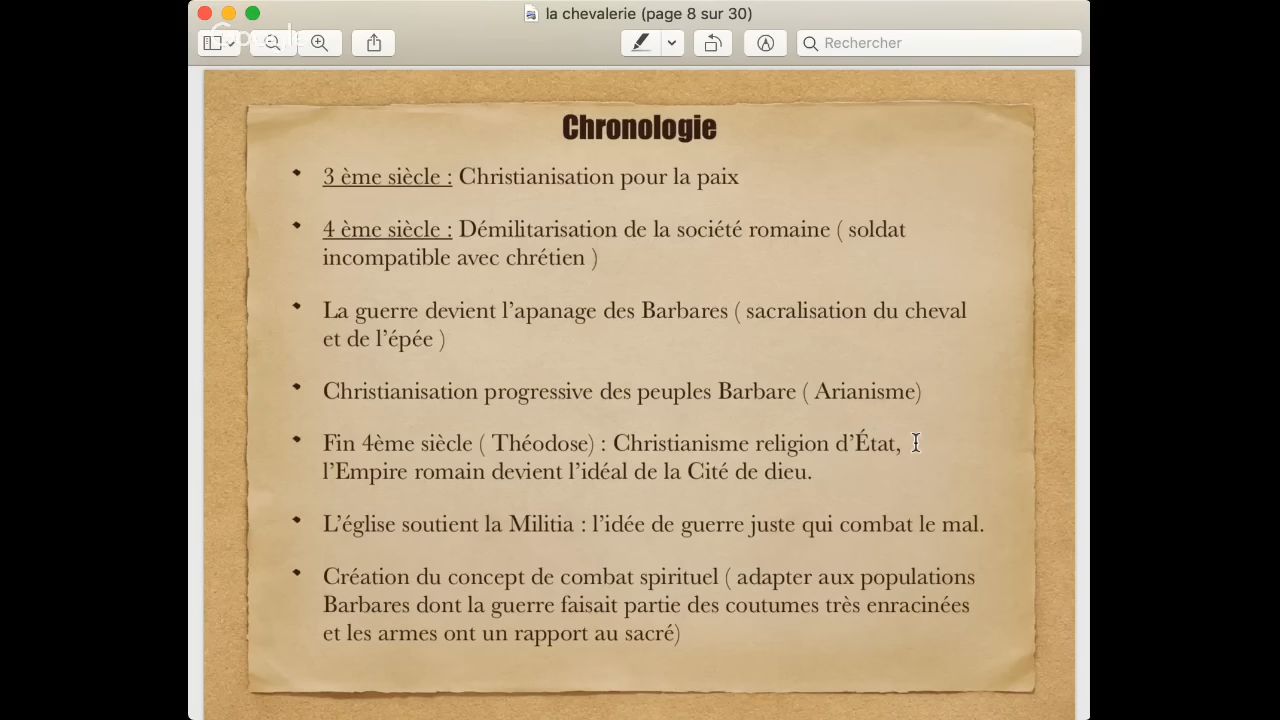 la chevalerie (page 8 sur 30)
Google
Rechercher
Chronologie
• 3 ème siècle : Christianisation pour la paix
• 4 ème siècle : Démilitarisation de la société romaine ( soldat
incompatible avec chrétien )
• La guerre devient l’apanage des Barbares ( sacralisation du cheval
et de l’épée )
• Christianisation progressive des peuples Barbare ( Arianisme)
• Fin 4ème siècle ( Théodose) : Christianisme religion d’État,
l’Empire romain devient l’idéal de la Cité de dieu.
• L’église soutient la Militia : l’idée de guerre juste qui combat le mal.
• Création du concept de combat spirituel ( adapter aux populations
Barbares dont la guerre faisait partie des coutumes très enracinées
et les armes ont un rapport au sacré)